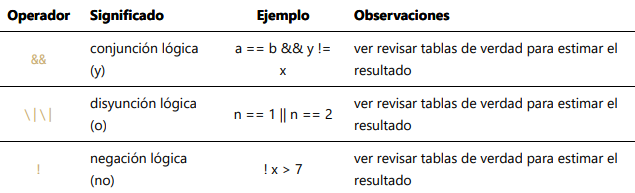 Operador Significado Ejemplo Observaciones
&& conjunción lógica (y) a == b && y != x ver revisar tablas de verdad para estimar el resultado
\|\| disyunción lógica (o) n == 1 || n == 2 ver revisar tablas de verdad para estimar el resultado
! negación lógica (no) ! x > 7 ver revisar tablas de verdad para estimar el resultado